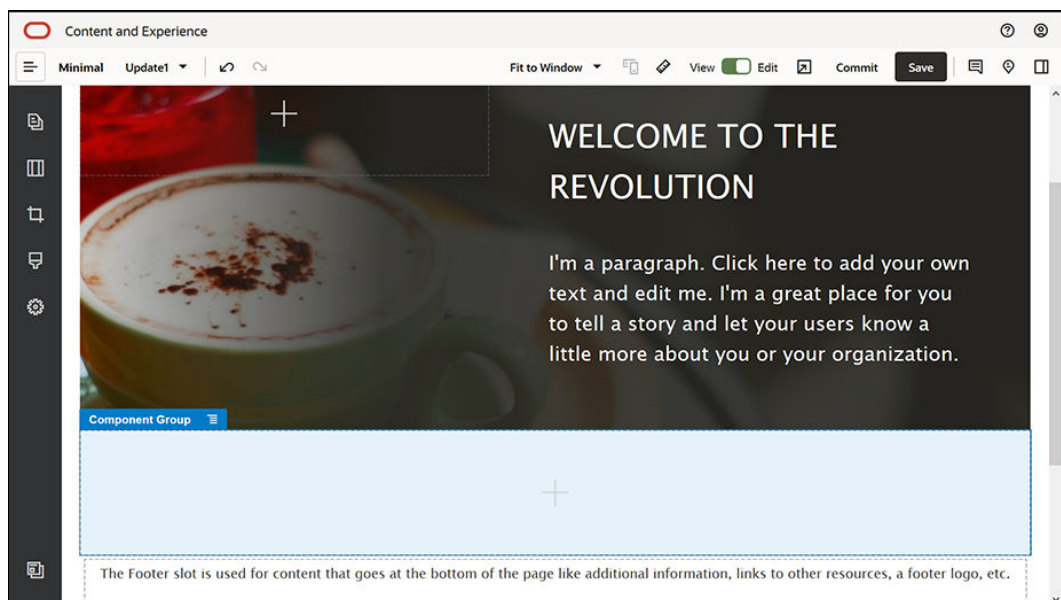 Content and Experience
Minimal Update1 Fit to Window View Edit Commit Save
WELCOME TO THE
REVOLUTION
I'm a paragraph. Click here to add your own
text and edit me. I'm a great place for you
to tell a story and let your users know a
little more about you or your organization.
Component Group
The Footer slot is used for content that goes at the bottom of the page like additional information, links to other resources, a footer logo, etc.